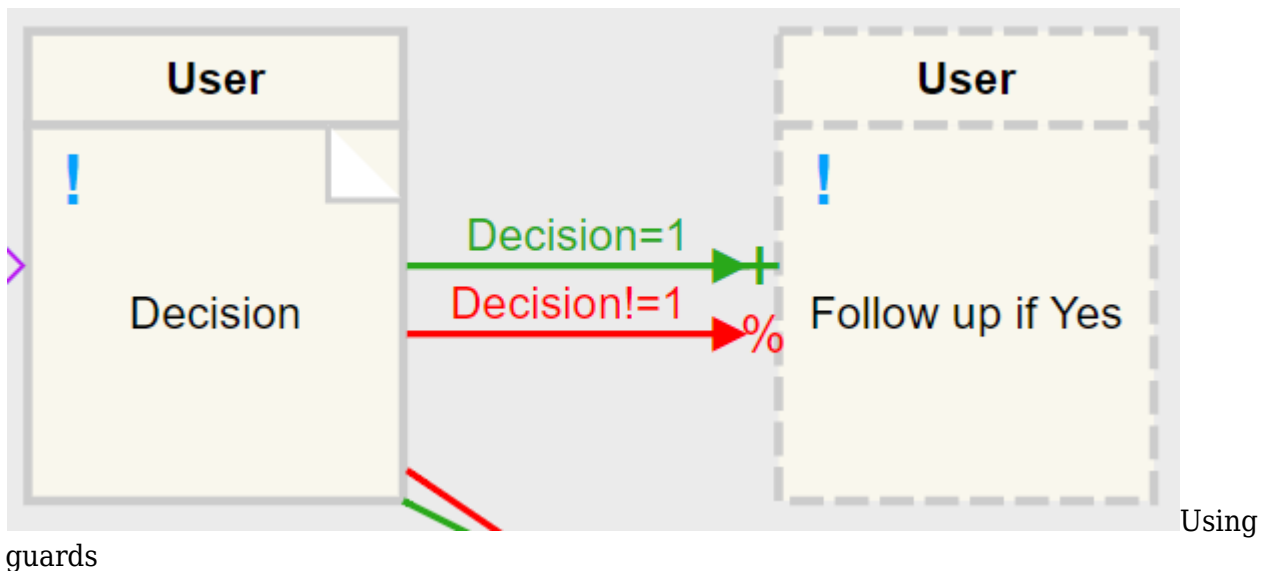 User
User
!
!
Decision=1
Decision!=1
%
Decision
Follow up if Yes
Using
guards